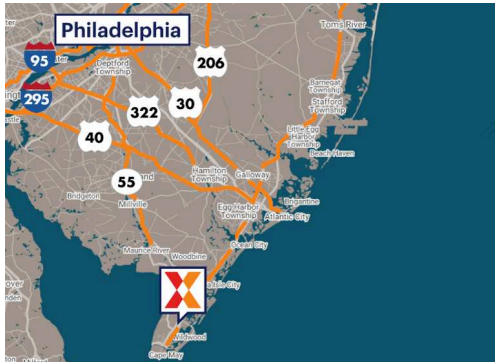 Philadelphia
Toms River
95
206
Deptford
Township
Barnegat
Township
295
Stafford
Township
322
30
40
Little Egg
Harbor
Township
Beach Haven
55
Hamilton
Township
Galloway
Bridgeton
Millville
Egg Harbor
Township
Brigantine
Atlantic City
Maurice River
Ocean City
Woodbine
Isle City
Wildwood
Cape May